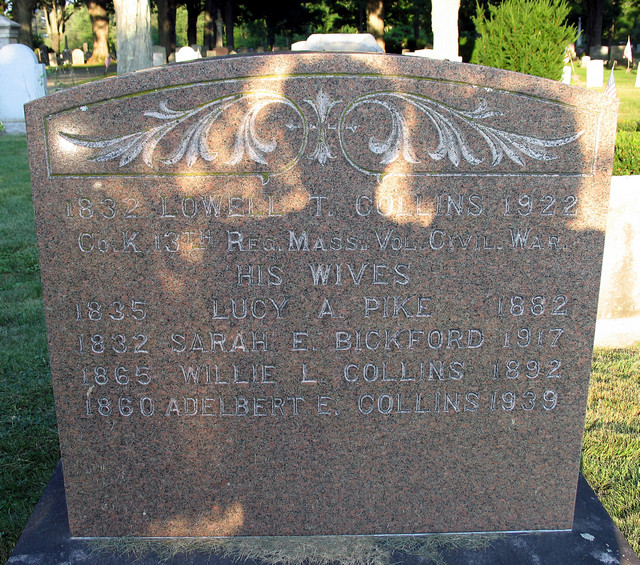 1832 LOWELL T. COLLINS 1922
Co. K. 13TH REG. MASS. VOL. CIVIL. WAR.
HIS WIVES
1835 LUCY A PIKE 1882
1832 SARAH E. BICKFORD 1917
1865 WILLIE L COLLINS 1892
1860 ADELBERT E. COLLINS 1939